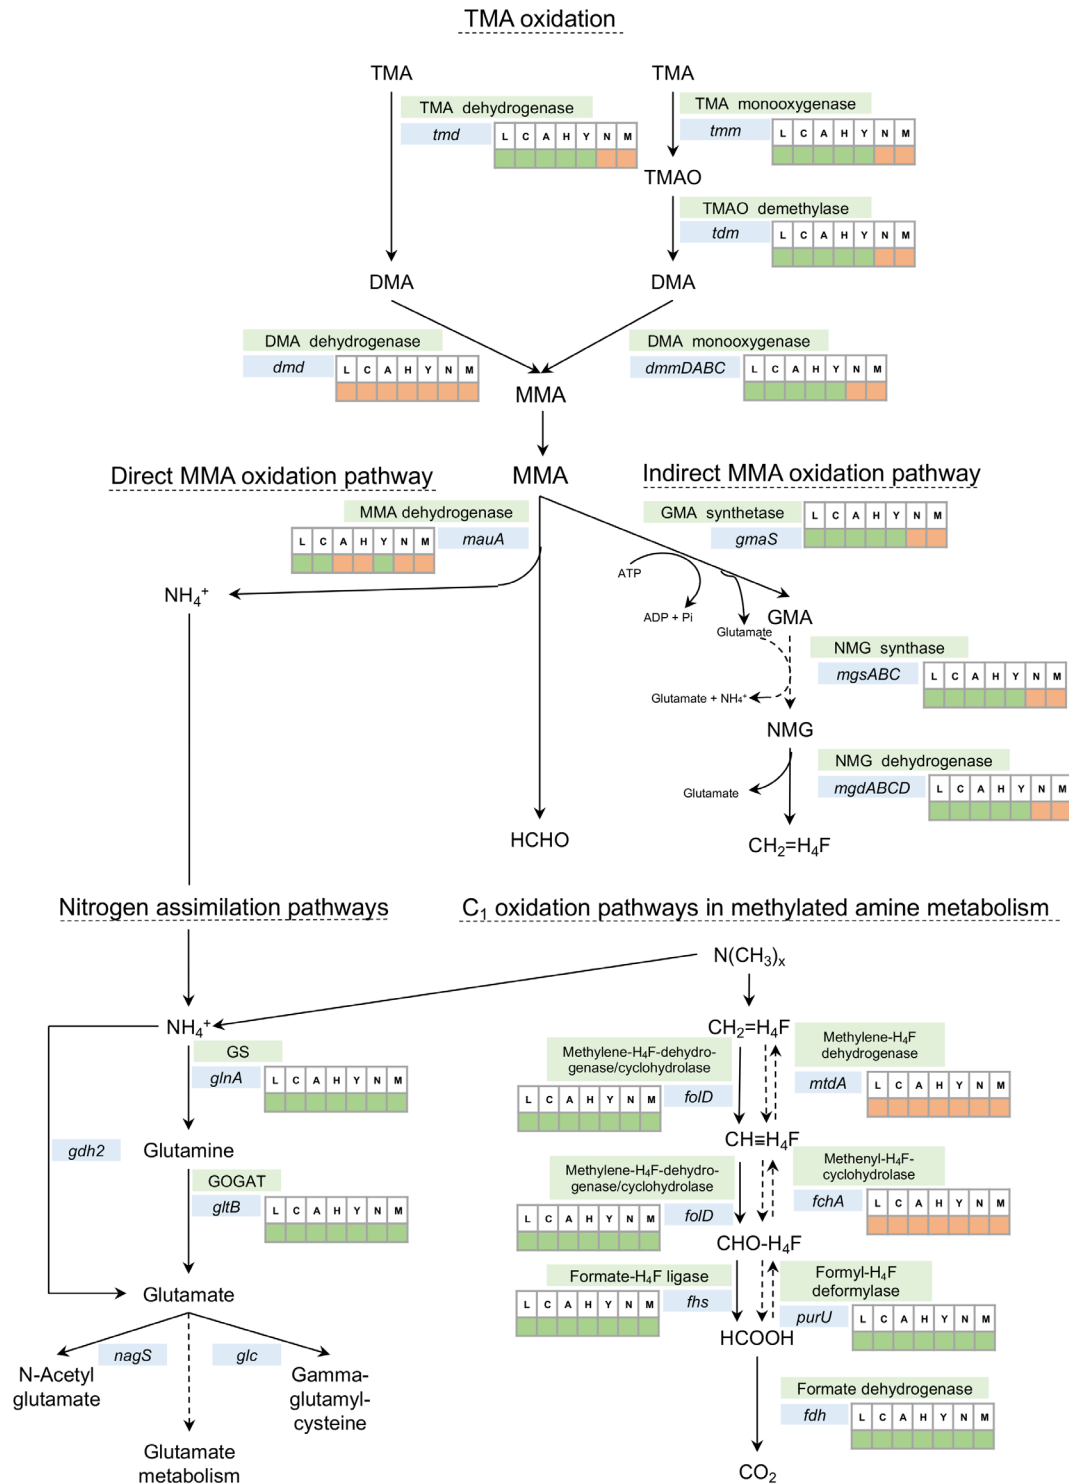 TMA oxidation
TMA
TMA
TMA dehydrogenase
tmd
L C A H Y N M
TMA monooxygenase
tmm
L C A H Y N M
TMAO
TMAO demethylase
tdm
L C A H Y N M
DMA
DMA
DMA dehydrogenase
dmd
L C A H Y N M
DMA monooxygenase
dmmDABC
L C A H Y N M
MMA
Direct MMA oxidation pathway
MMA
Indirect MMA oxidation pathway
MMA dehydrogenase
L C A H Y N M
mauA
GMA synthetase
gmaS
L C A H Y N M
ATP
ADP + Pi
Glutamate
NH₄⁺
GMA
NMG synthase
mgsABC
L C A H Y N M
Glutamate + NH₄⁺
NMG
NMG dehydrogenase
mgdABCD
L C A H Y N M
Glutamate
HCHO
CH₂=H₄F
Nitrogen assimilation pathways
C₁ oxidation pathways in methylated amine metabolism
N(CH₃)ₓ
NH₄⁺
CH₂=H₄F
GS
glnA
L C A H Y N M
Methylene-H₄F-dehydro-
genase/cyclohydrolase
L C A H Y N M
folD
Methylene-H₄F
dehydrogenase
mtdA
L C A H Y N M
gdh2
Glutamine
CH≡H₄F
GOGAT
gltB
L C A H Y N M
Methylene-H₄F-dehydro-
genase/cyclohydrolase
L C A H Y N M
folD
Methenyl-H₄F-
cyclohydrolase
fchA
L C A H Y N M
CHO-H₄F
Glutamate
Formate-H₄F ligase
L C A H Y N M
fhs
Formyl-H₄F
deformylase
purU
L C A H Y N M
HCOOH
nagS
glc
N-Acetyl
glutamate
Gamma-
glutamyl-
cysteine
Glutamate
metabolism
Formate dehydrogenase
fdh
L C A H Y N M
CO₂